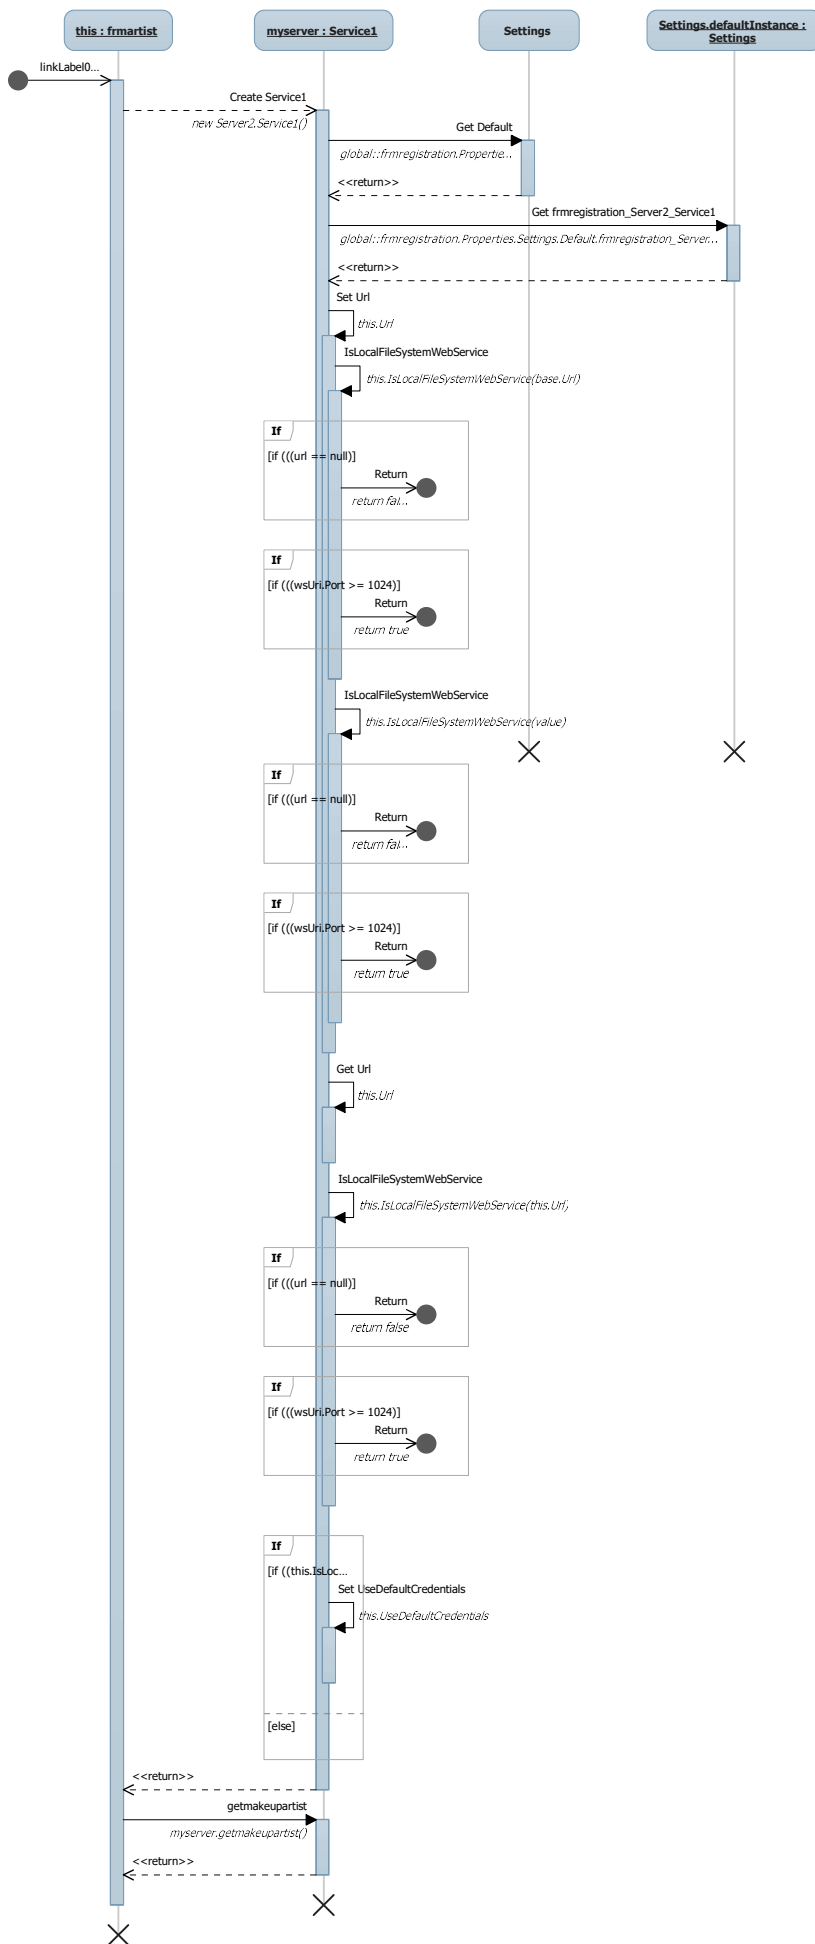 this : frmartist
myserver : Service1
Settings
Settings.defaultInstance :
Settings
linkLabel0...
Create Service1
new Server2.Service1()
Get Default
global::frmregistration.Propertie...
<<return>>
Get frmregistration_Server2_Service1
global::frmregistration.Properties.Settings.Default.frmregistration_Server...
<<return>>
Set Url
this.Url
IsLocalFileSystemWebService
this.IsLocalFileSystemWebService(base.Url)
If
[if (((url == null)]
Return
return fal...
If
[if (((wsUri.Port >= 1024)]
Return
return true
IsLocalFileSystemWebService
this.IsLocalFileSystemWebService(value)
If
[if (((url == null)]
Return
return fal...
If
[if (((wsUri.Port >= 1024)]
Return
return true
Get Url
this.Url
IsLocalFileSystemWebService
this.IsLocalFileSystemWebService(this.Url)
If
[if (((url == null)]
Return
return false
If
[if (((wsUri.Port >= 1024)]
Return
return true
If
[if ((this.IsLoc...
Set UseDefaultCredentials
this.UseDefaultCredentials
[else]
<<return>>
getmakeupartist
myserver.getmakeupartist()
<<return>>